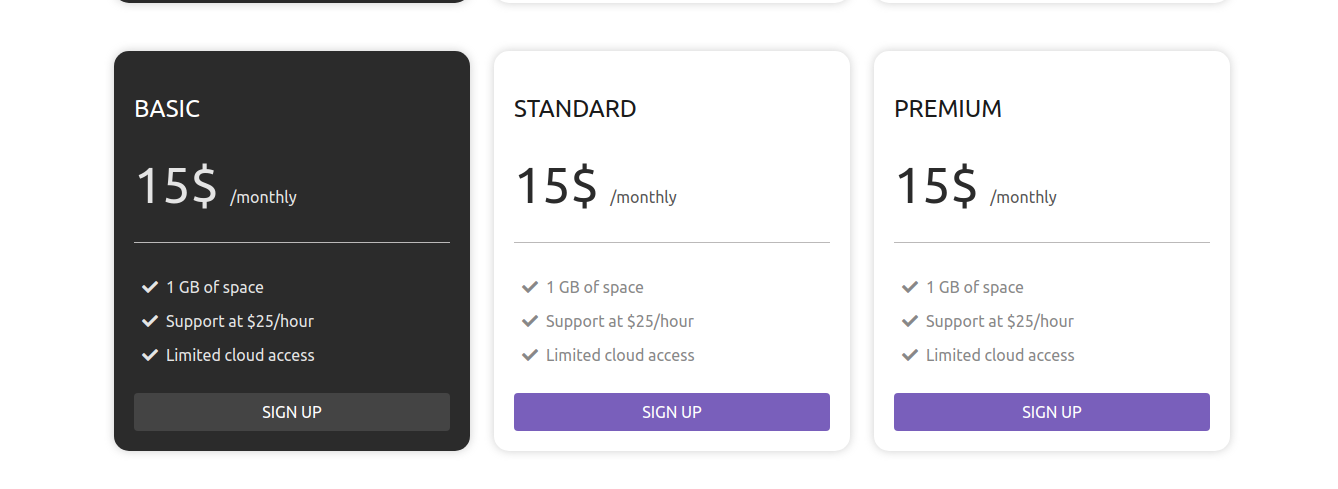 BASIC
15$ /monthly
1 GB of space
Support at $25/hour
Limited cloud access
SIGN UP
STANDARD
15$ /monthly
1 GB of space
Support at $25/hour
Limited cloud access
SIGN UP
PREMIUM
15$ /monthly
1 GB of space
Support at $25/hour
Limited cloud access
SIGN UP